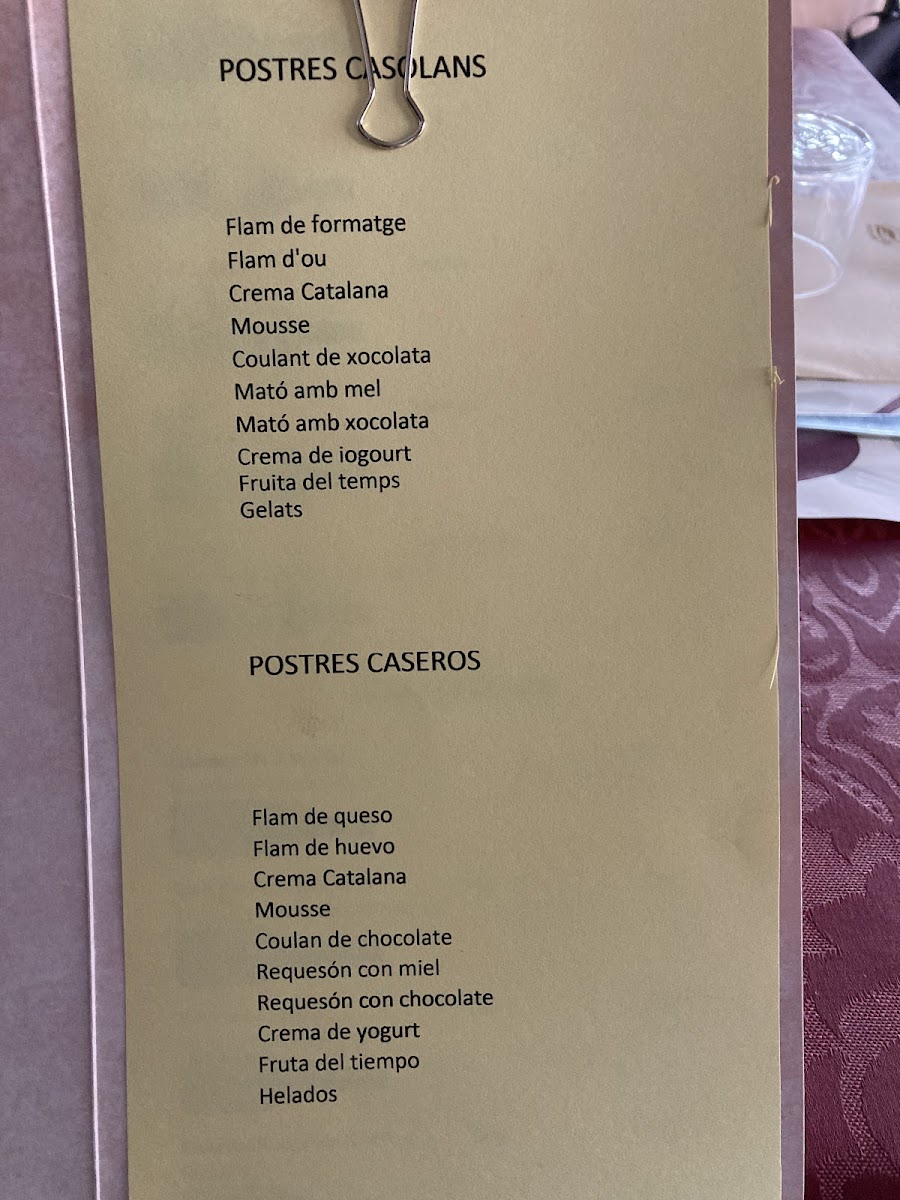 POSTRES CASOLANS
Flam de formatge
Flam d'ou
Crema Catalana
Mousse
Coulant de xocolata
Mató amb mel
Mató amb xocolata
Crema de iogourt
Fruita del temps
Gelats
POSTRES CASEROS
Flam de queso
Flam de huevo
Crema Catalana
Mousse
Coulan de chocolate
Requesón con miel
Requesón con chocolate
Crema de yogurt
Fruta del tiempo
Helados